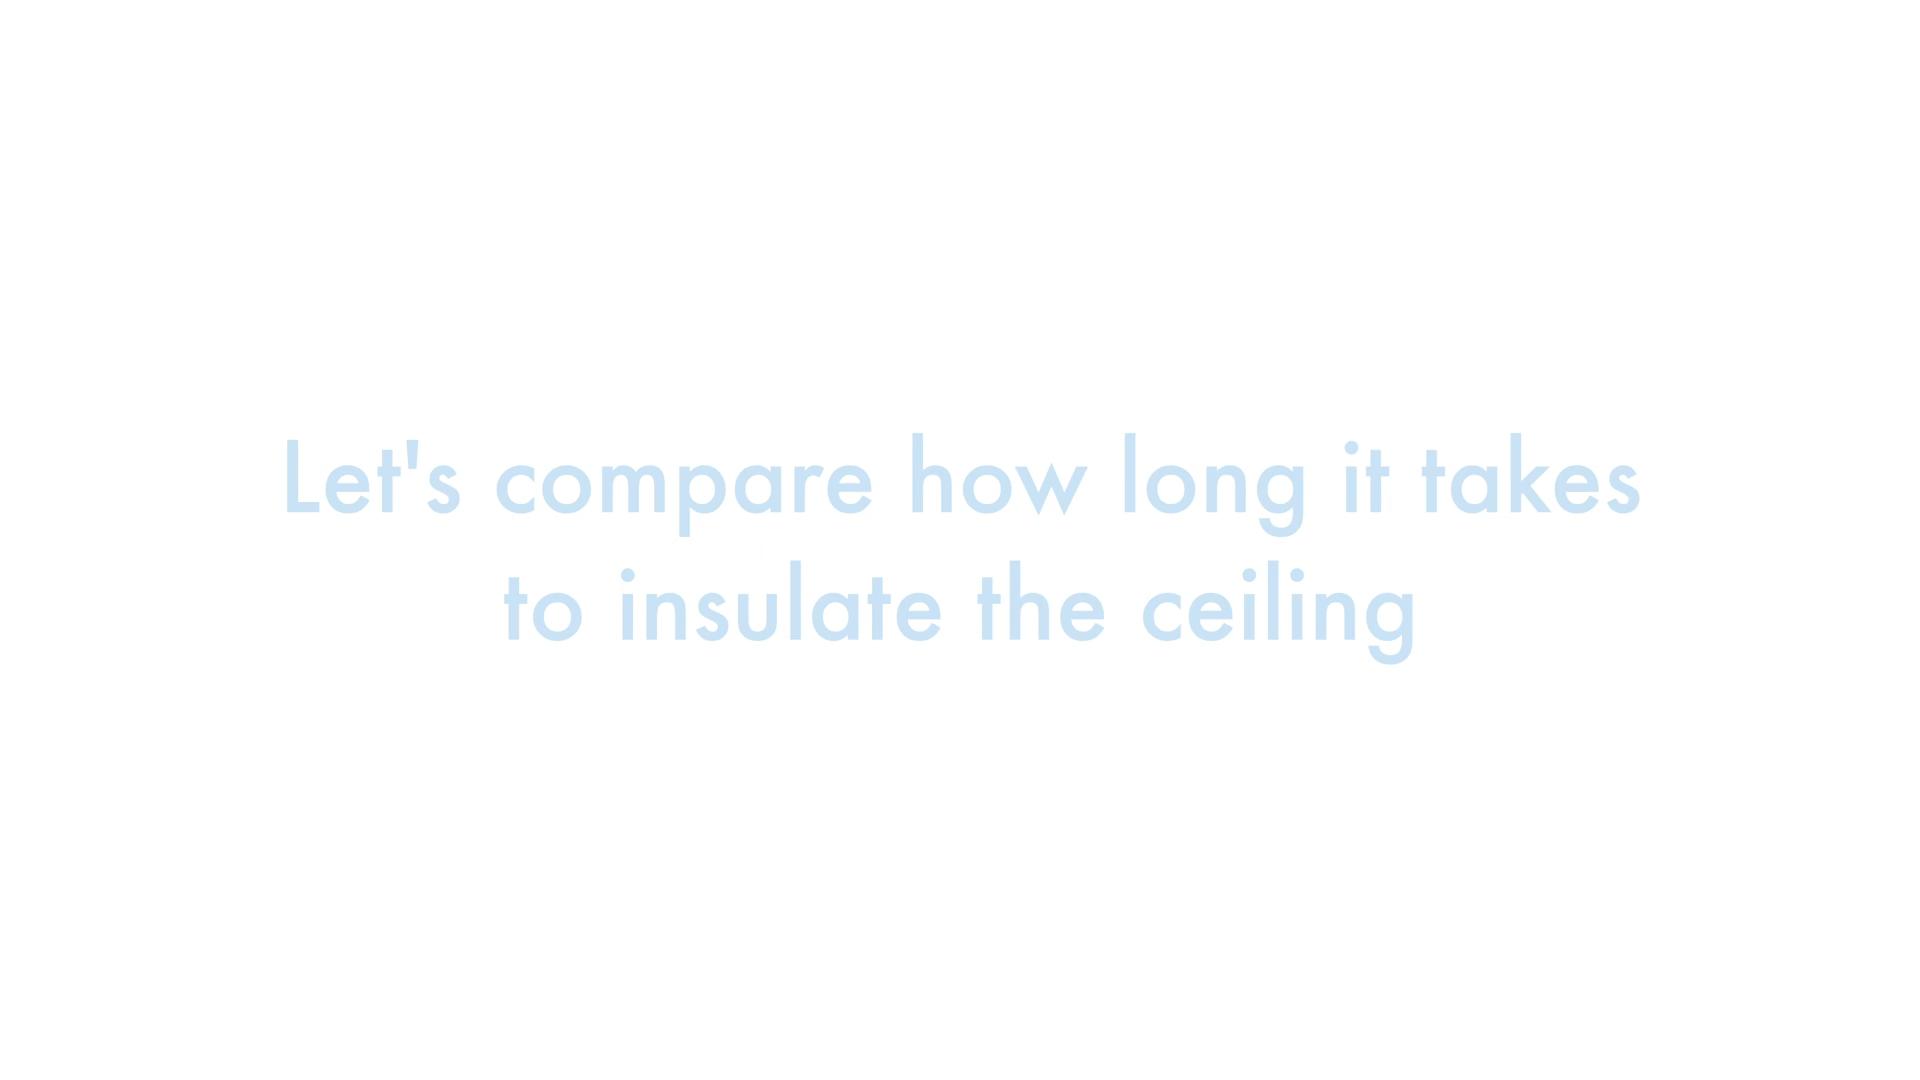 Let's compare how long it takes
to insulate the ceiling